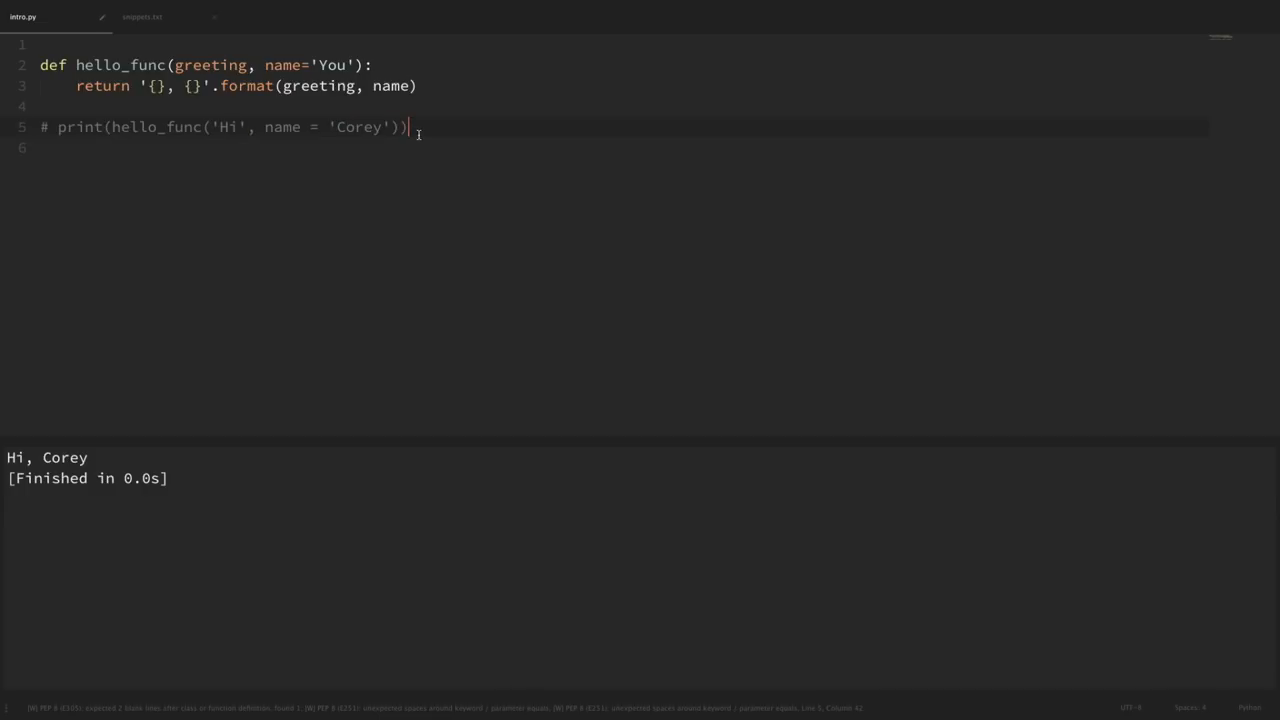 intro.py
snippets.txt
1
2 def hello_func(greeting, name='You'):
3     return '{}, {}'.format(greeting, name)
4
5 # print(hello_func('Hi', name = 'Corey'))
6
Hi, Corey
[Finished in 0.0s]
[W] PEP 8 (E305): expected 2 blank lines after class or function definition, found 1, [W] PEP 8 (E251): unexpected spaces around keyword / parameter equals, [W] PEP 8 (E251): unexpected spaces around keyword / parameter equals, Line 5, Column 42
UTF-8
Spaces: 4
Python